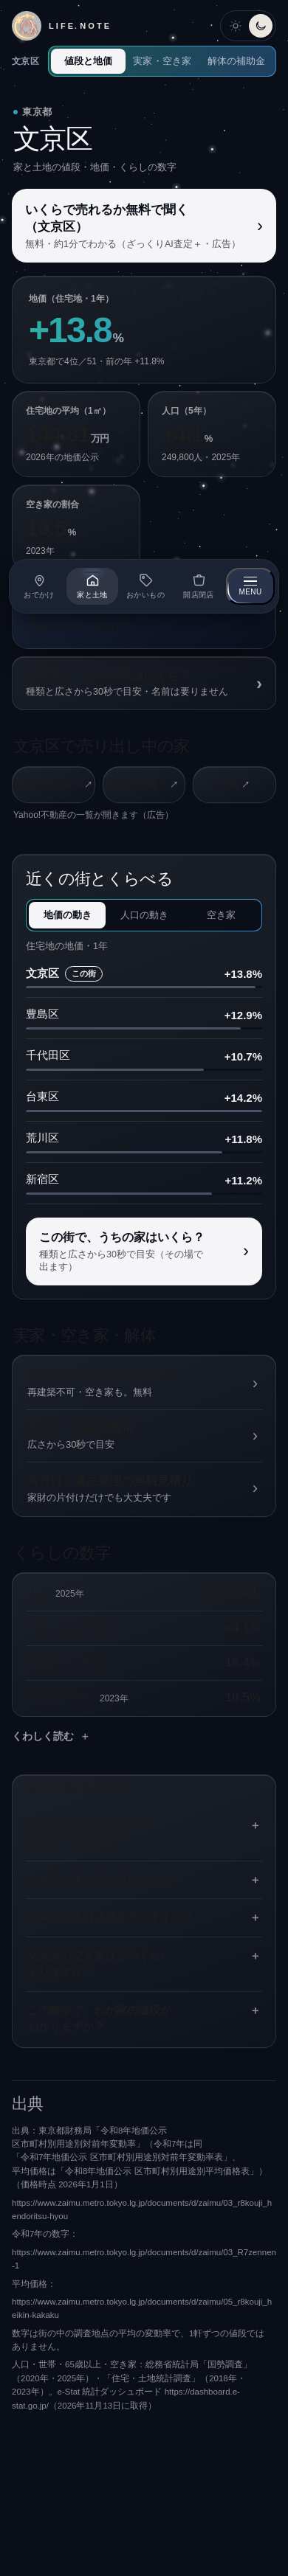 LIFE.NOTE
文京区
値段と地価
実家・空き家
解体の補助金
東京都
文京区
家と土地の値段・地価・くらしの数字
いくらで売れるか無料で聞く
（文京区）
無料・約1分でわかる（ざっくりAI査定＋・広告）
›
地価（住宅地・1年）
+13.8%
東京都で4位／51・前の年 +11.8%
住宅地の平均（1㎡）
万円
2026年の地価公示
人口（5年）
%
249,800人・2025年
空き家の割合
%
2023年
おでかけ
家と土地
おかいもの
開店閉店
MENU
種類と広さから30秒で目安・名前は要りません
›
文京区で売り出し中の家
↗
↗
↗
Yahoo!不動産の一覧が開きます（広告）
近くの街とくらべる
地価の動き
人口の動き
空き家
住宅地の地価・1年
文京区 この街 +13.8%
豊島区 +12.9%
千代田区 +10.7%
台東区 +14.2%
荒川区 +11.8%
新宿区 +11.2%
この街で、うちの家はいくら？
種類と広さから30秒で目安（その場で
出ます）
›
実家・空き家・解体
再建築不可・空き家も。無料
›
広さから30秒で目安
›
家財の片付けだけでも大丈夫です
›
くらしの数字
2025年
2023年
くわしく読む ＋
＋
＋
＋
＋
＋
出典
出典：東京都財務局「令和8年地価公示
区市町村別用途別対前年変動率」（令和7年は同
「令和7年地価公示 区市町村別用途別対前年変動率表」、
平均価格は「令和8年地価公示 区市町村別用途別平均価格表」）
（価格時点 2026年1月1日）
https://www.zaimu.metro.tokyo.lg.jp/documents/d/zaimu/03_r8kouji_h
endoritsu-hyou
令和7年の数字：
https://www.zaimu.metro.tokyo.lg.jp/documents/d/zaimu/03_R7zennen
-1
平均価格：
https://www.zaimu.metro.tokyo.lg.jp/documents/d/zaimu/05_r8kouji_h
eikin-kakaku
数字は街の中の調査地点の平均の変動率で、1軒ずつの値段では
ありません。
人口・世帯・65歳以上・空き家：総務省統計局「国勢調査」
（2020年・2025年）・「住宅・土地統計調査」（2018年・
2023年）。e-Stat 統計ダッシュボード https://dashboard.e-
stat.go.jp/（2026年11月13日に取得）